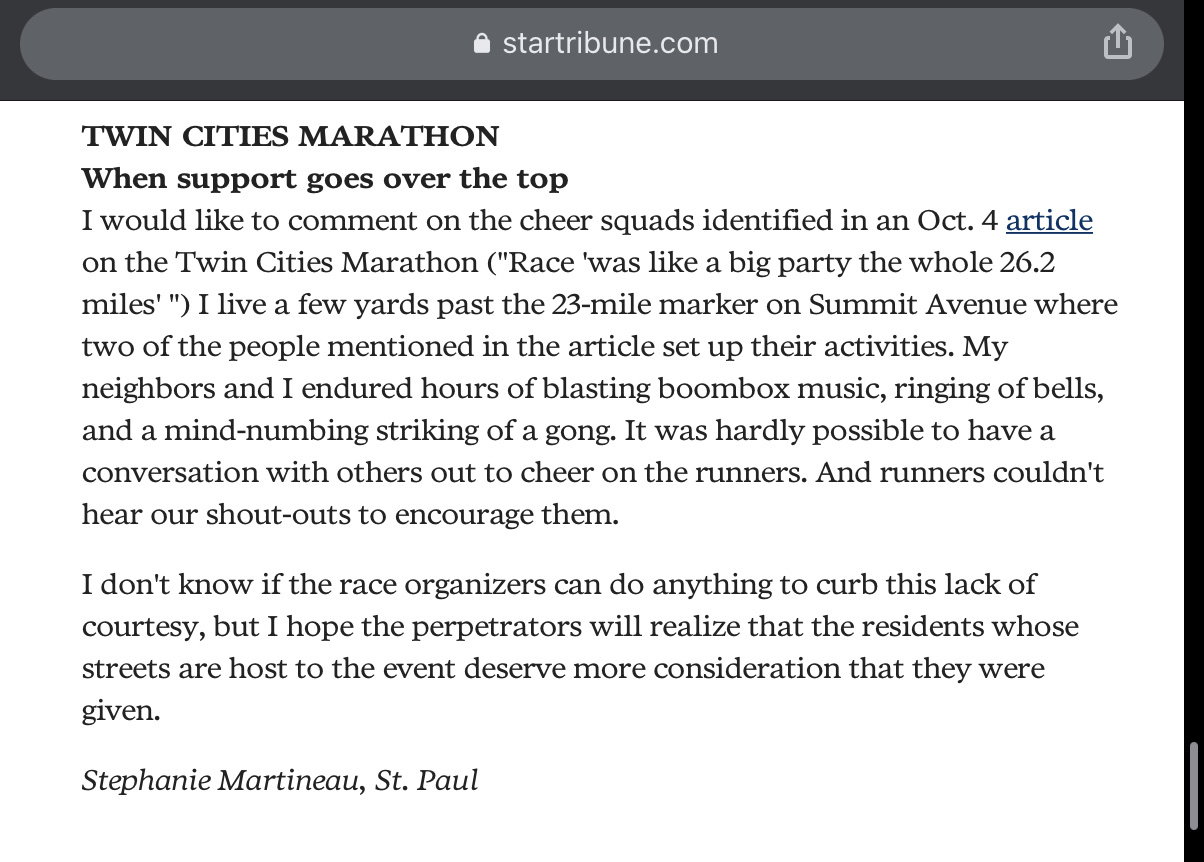 startribune.com
TWIN CITIES MARATHON
When support goes over the top
I would like to comment on the cheer squads identified in an Oct. 4 article
on the Twin Cities Marathon ("Race 'was like a big party the whole 26.2
miles' ") I live a few yards past the 23-mile marker on Summit Avenue where
two of the people mentioned in the article set up their activities. My
neighbors and I endured hours of blasting boombox music, ringing of bells,
and a mind-numbing striking of a gong. It was hardly possible to have a
conversation with others out to cheer on the runners. And runners couldn't
hear our shout-outs to encourage them.
I don't know if the race organizers can do anything to curb this lack of
courtesy, but I hope the perpetrators will realize that the residents whose
streets are host to the event deserve more consideration that they were
given.
Stephanie Martineau, St. Paul